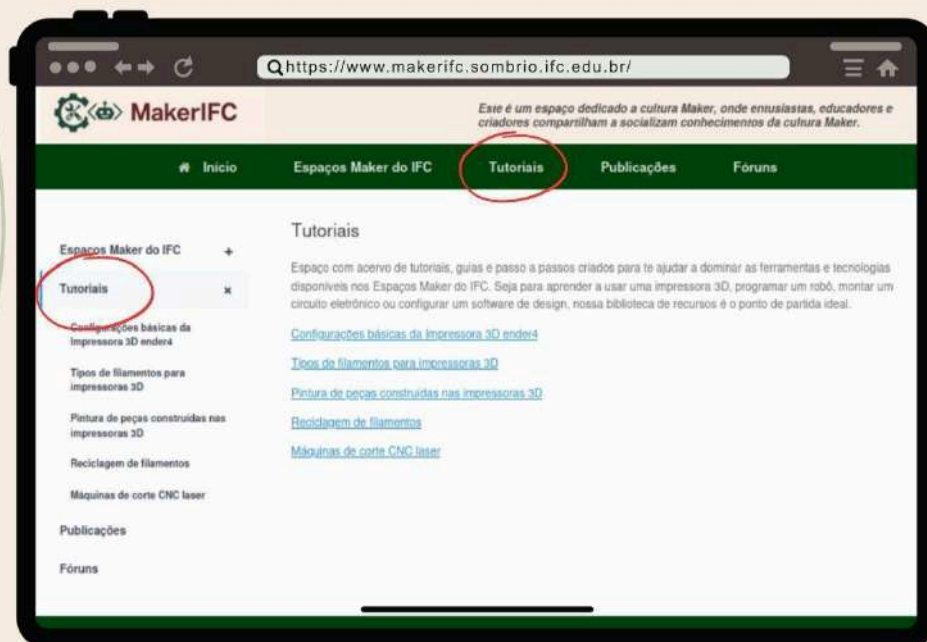 https://www.makerifc.sombrio.ifc.edu.br/
MakerIFC
Este é um espaço dedicado a cultura Maker, onde entusiastas, educadores e
criadores compartilham a socializam conhecimentos da cultura Maker.
Início
Espaços Maker do IFC
Tutoriais
Publicações
Fóruns
Espaços Maker do IFC +
Tutoriais ×
Configurações básicas da
Impressora 3D ender4
Tipos de filamentos para
impressoras 3D
Pintura de peças construídas nas
impressoras 3D
Reciclagem de filamentos
Máquinas de corte CNC laser
Publicações
Fóruns
Tutoriais
Espaço com acervo de tutoriais, guias e passo a passos criados para te ajudar a dominar as ferramentas e tecnologias
disponíveis nos Espaços Maker do IFC. Seja para aprender a usar uma impressora 3D, programar um robô, montar um
circuito eletrônico ou configurar um software de design, nossa biblioteca de recursos é o ponto de partida ideal.
Configurações básicas da Impressora 3D ender4
Tipos de filamentos para impressoras 3D
Pintura de peças construídas nas impressoras 3D
Reciclagem de filamentos
Máquinas de corte CNC laser